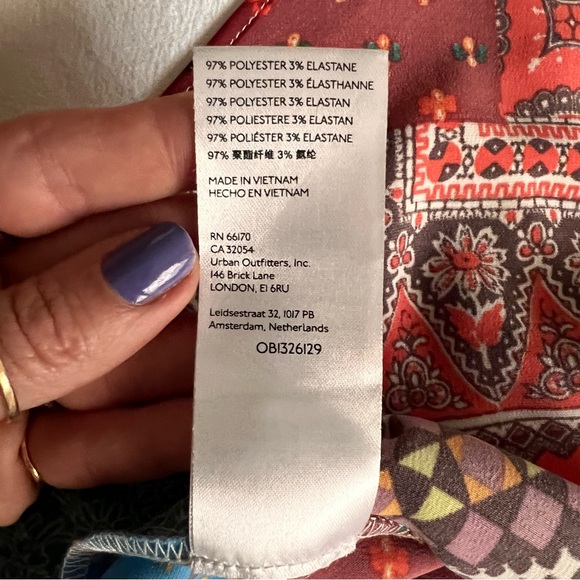 97% POLYESTER 3% ELASTANE
97% POLYESTER 3% ÉLASTHANNE
97% POLYESTER 3% ELASTAN
97% POLIESTERE 3% ELASTAN
97% POLIÉSTER 3% ELASTANE
97% 聚酯纤维 3% 氨纶
MADE IN VIETNAM
HECHO EN VIETNAM
RN 66170
CA 32054
Urban Outfitters, Inc.
146 Brick Lane
LONDON, E1 6RU
Leidsestraat 32, 1017 PB
Amsterdam, Netherlands
OB1326129